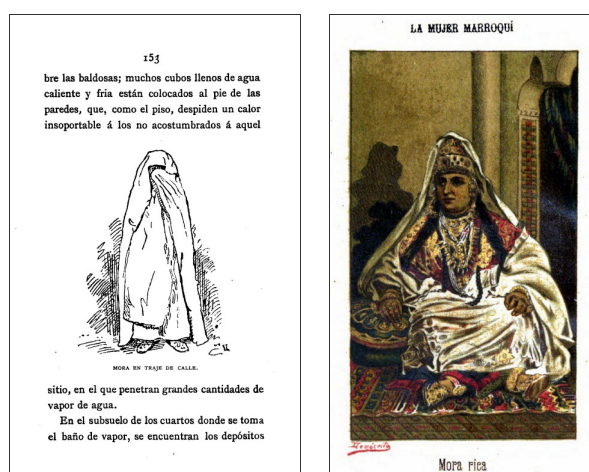 153
bre las baldosas; muchos cubos llenos de agua
caliente y fria están colocados al pie de las
paredes, que, como el piso, despiden un calor
insoportable á los no acostumbrados á aquel
MORA EN TRAJE DE CALLE.
sitio, en el que penetran grandes cantidades de
vapor de agua.
En el subsuelo de los cuartos donde se toma
el baño de vapor, se encuentran los depósitos
LA MUJER MARROQUÍ
Mora rica